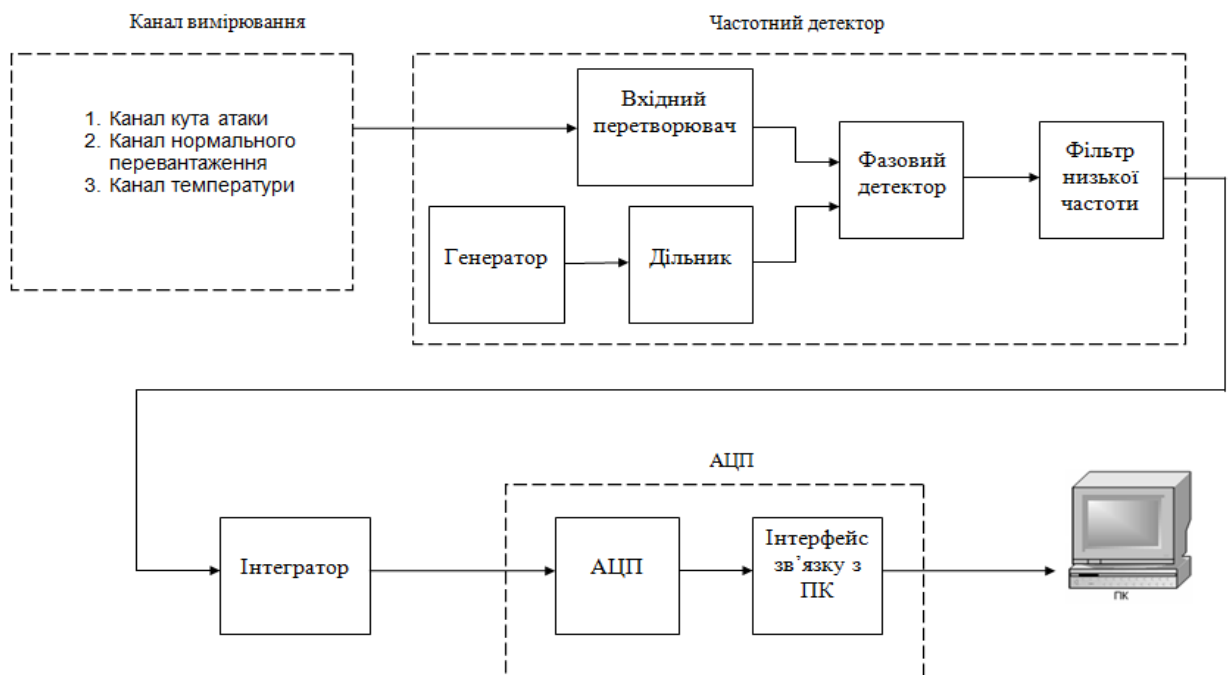 Канал вимірювання
Частотний детектор
1. Канал кута атаки
2. Канал нормального
перевантаження
3. Канал температури
Вхідний
перетворювач
Генератор
Дільник
Фазовий
детектор
Фільтр
низької
частоти
АЦП
Інтегратор
АЦП
Інтерфейс
зв’язку з
ПК
ПК